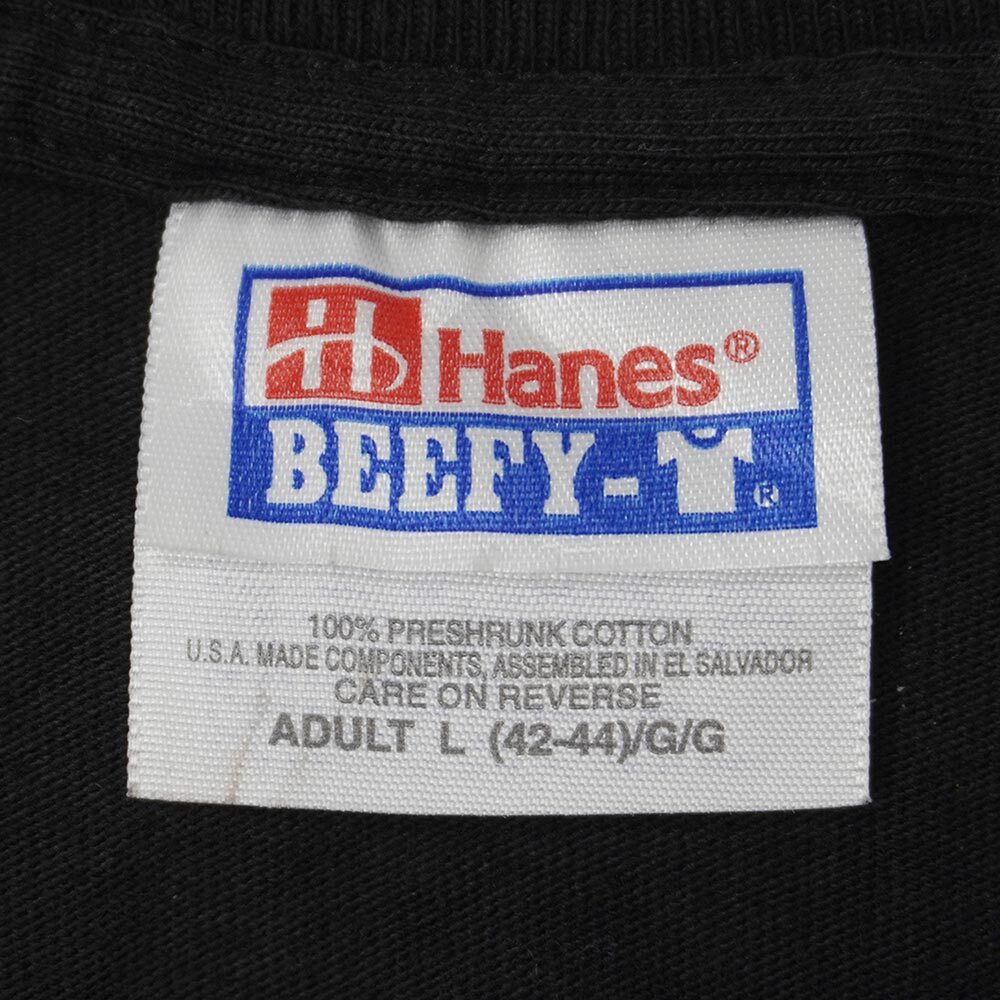 H Hanes®
BEEFY-T®
100% PRESHRUNK COTTON
U.S.A. MADE COMPONENTS, ASSEMBLED IN EL SALVADOR
CARE ON REVERSE
ADULT L (42-44)/G/G